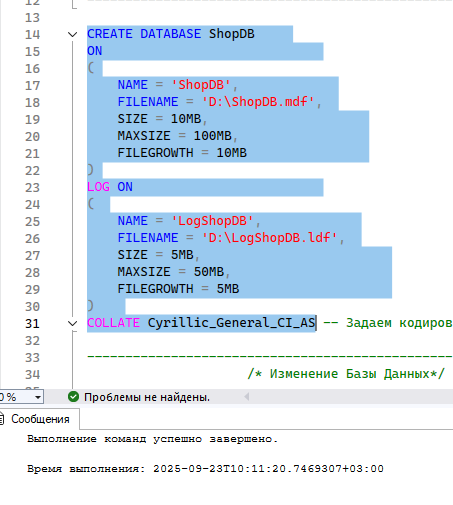 12
14 CREATE DATABASE ShopDB
15 ON
16 (
17 NAME = 'ShopDB',
18 FILENAME = 'D:\ShopDB.mdf',
19 SIZE = 10MB,
20 MAXSIZE = 100MB,
21 FILEGROWTH = 10MB
22 )
23 LOG ON
24 (
25 NAME = 'LogShopDB',
26 FILENAME = 'D:\LogShopDB.ldf',
27 SIZE = 5MB,
28 MAXSIZE = 50MB,
29 FILEGROWTH = 5MB
30 )
31 COLLATE Cyrillic_General_CI_AS -- Задаем кодиров
32
33 ------------------------------------------------
34 /* Изменение Базы Данных*/
0 % Проблемы не найдены.
Сообщения
Выполнение команд успешно завершено.
Время выполнения: 2025-09-23T10:11:20.7469307+03:00